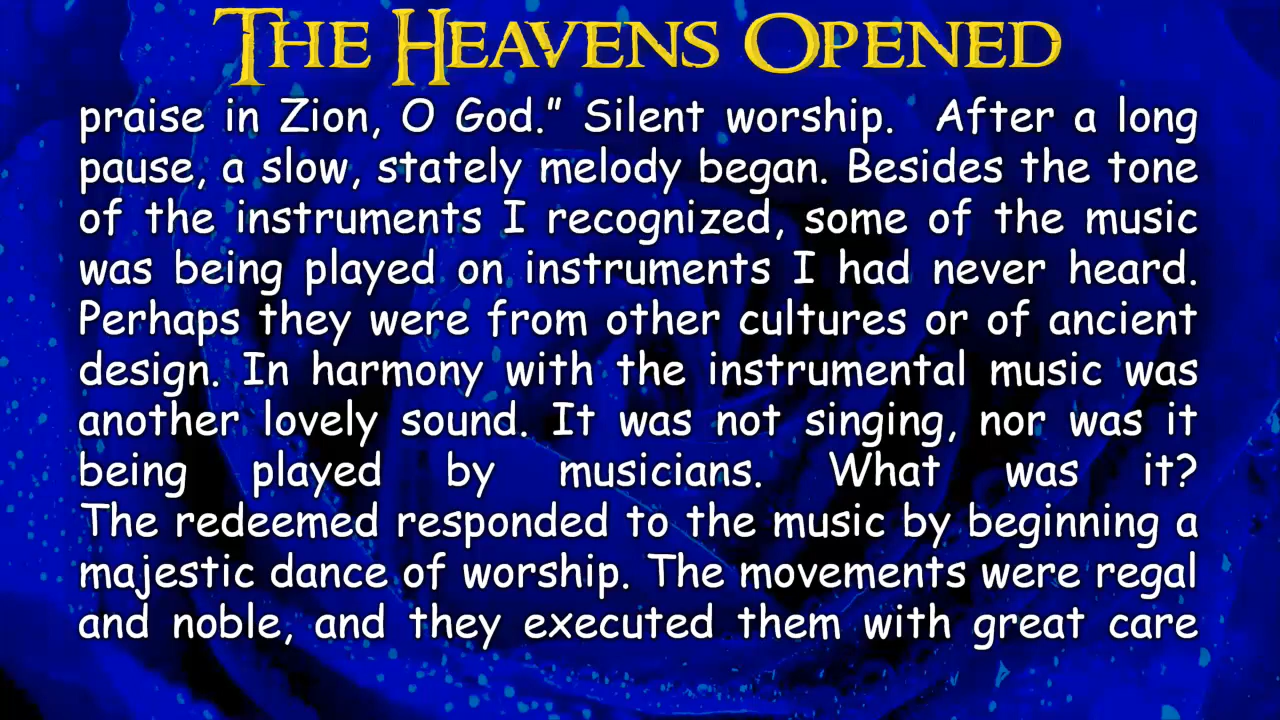 THE HEAVENS OPENED
praise in Zion, O God.” Silent worship. After a long
pause, a slow, stately melody began. Besides the tone
of the instruments I recognized, some of the music
was being played on instruments I had never heard.
Perhaps they were from other cultures or of ancient
design. In harmony with the instrumental music was
another lovely sound. It was not singing, nor was it
being played by musicians. What was it?
The redeemed responded to the music by beginning a
majestic dance of worship. The movements were regal
and noble, and they executed them with great care